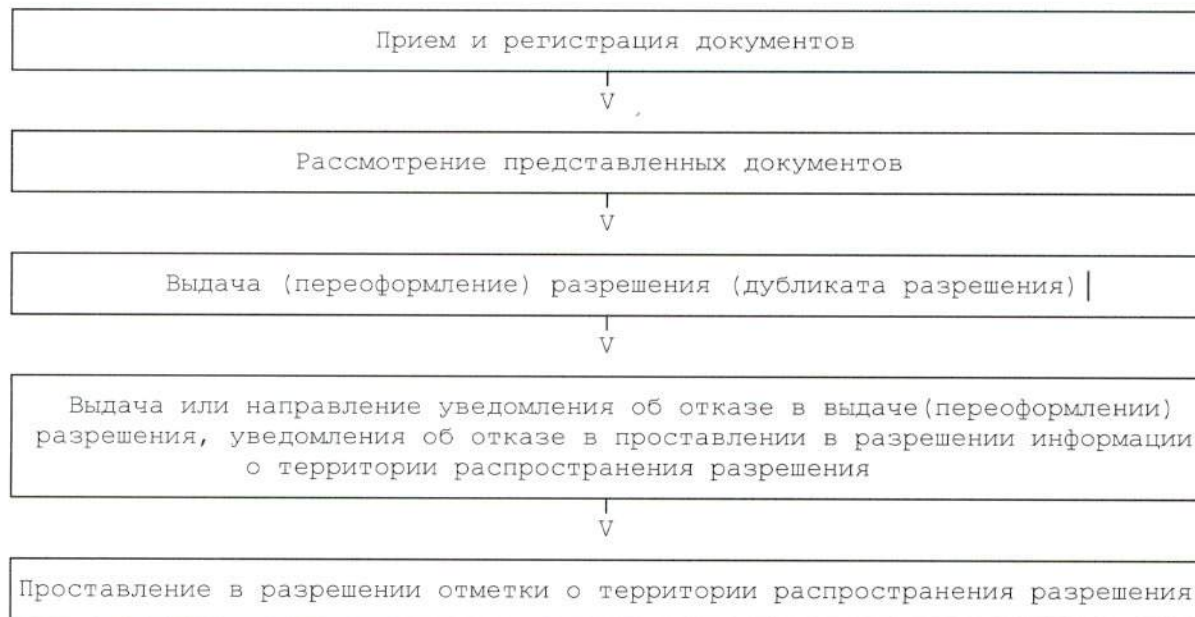 Прием и регистрация документов
V
Рассмотрение представленных документов
V
Выдача (переоформление) разрешения (дубликата разрешения)
V
Выдача или направление уведомления об отказе в выдаче(переоформлении)
разрешения, уведомления об отказе в проставлении в разрешении информации
о территории распространения разрешения
V
Проставление в разрешении отметки о территории распространения разрешения